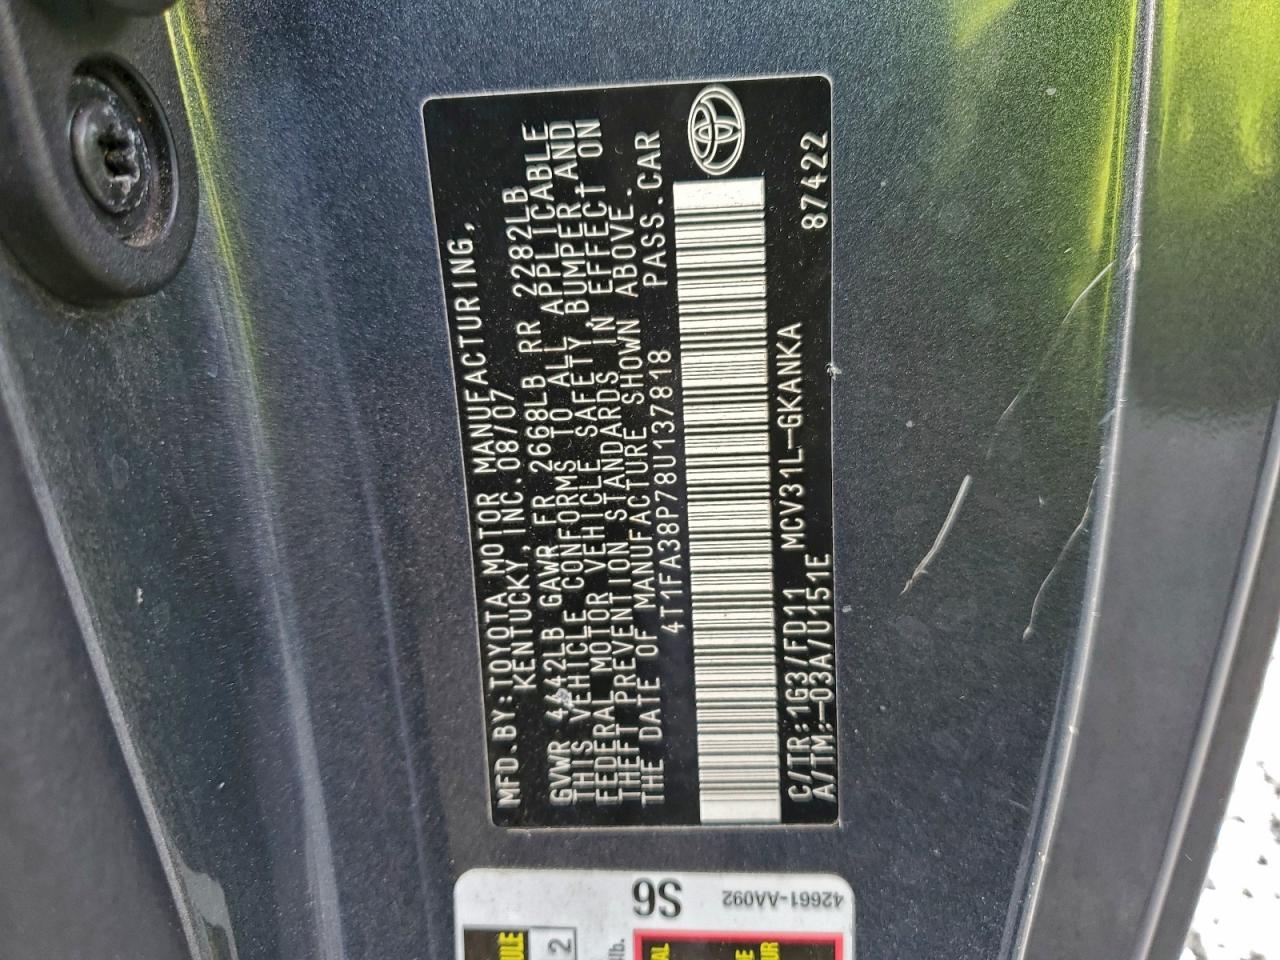 MFD.BY:TOYOTA MOTOR MANUFACTURING,
KENTUCKY, INC.08/07
GVWR 4442LB GAWR FR 2668LB RR 2282LB
THIS VEHICLE CONFORMS TO ALL APPLICABLE
FEDERAL MOTOR VEHICLE SAFETY,BUMPER,AND
THEFT PREVENTION STANDARDS IN EFFECT ON
THE DATE OF MANUFACTURE SHOWN ABOVE.
4T1FA38P78U137818 PASS.CAR
C/TR:1G3/FD11 MCV31L-GKANKA
A/TM:-03A/U151E
87422
S6
42661-AA092
2
lb.